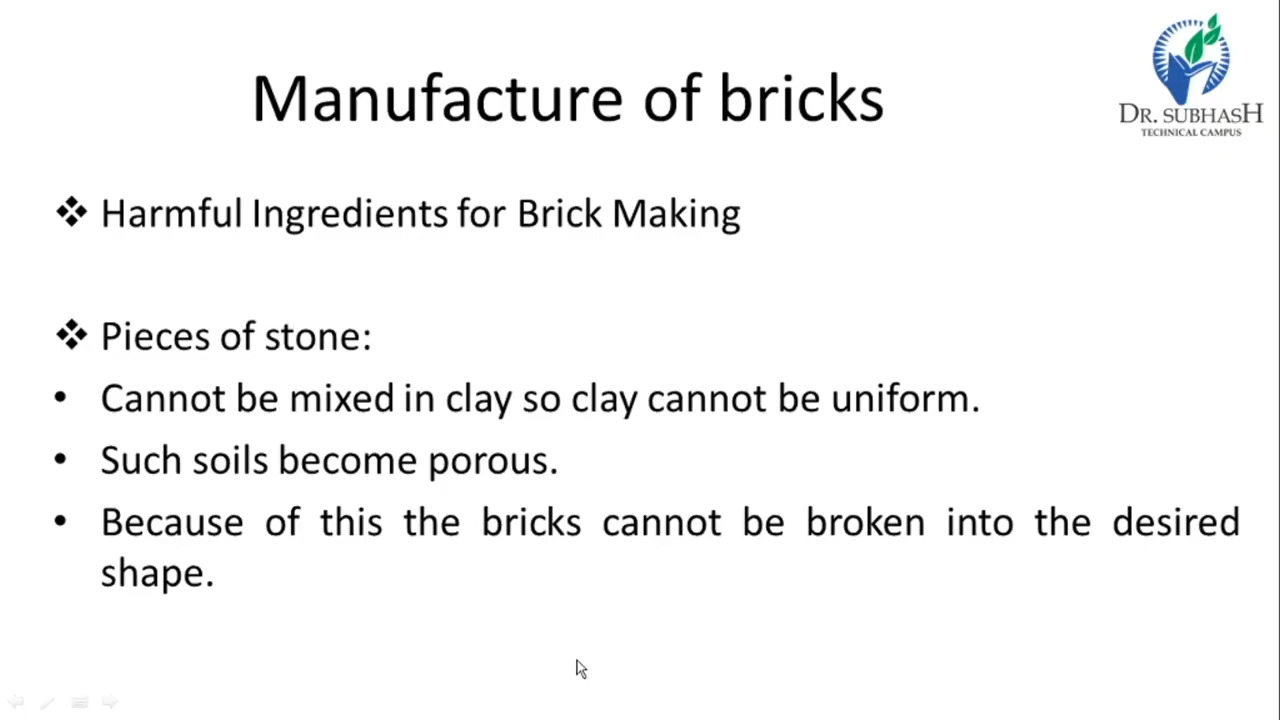 Manufacture of bricks
DR. SUBHASH
TECHNICAL CAMPUS
❖ Harmful Ingredients for Brick Making
❖ Pieces of stone:
• Cannot be mixed in clay so clay cannot be uniform.
• Such soils become porous.
• Because of this the bricks cannot be broken into the desired
shape.